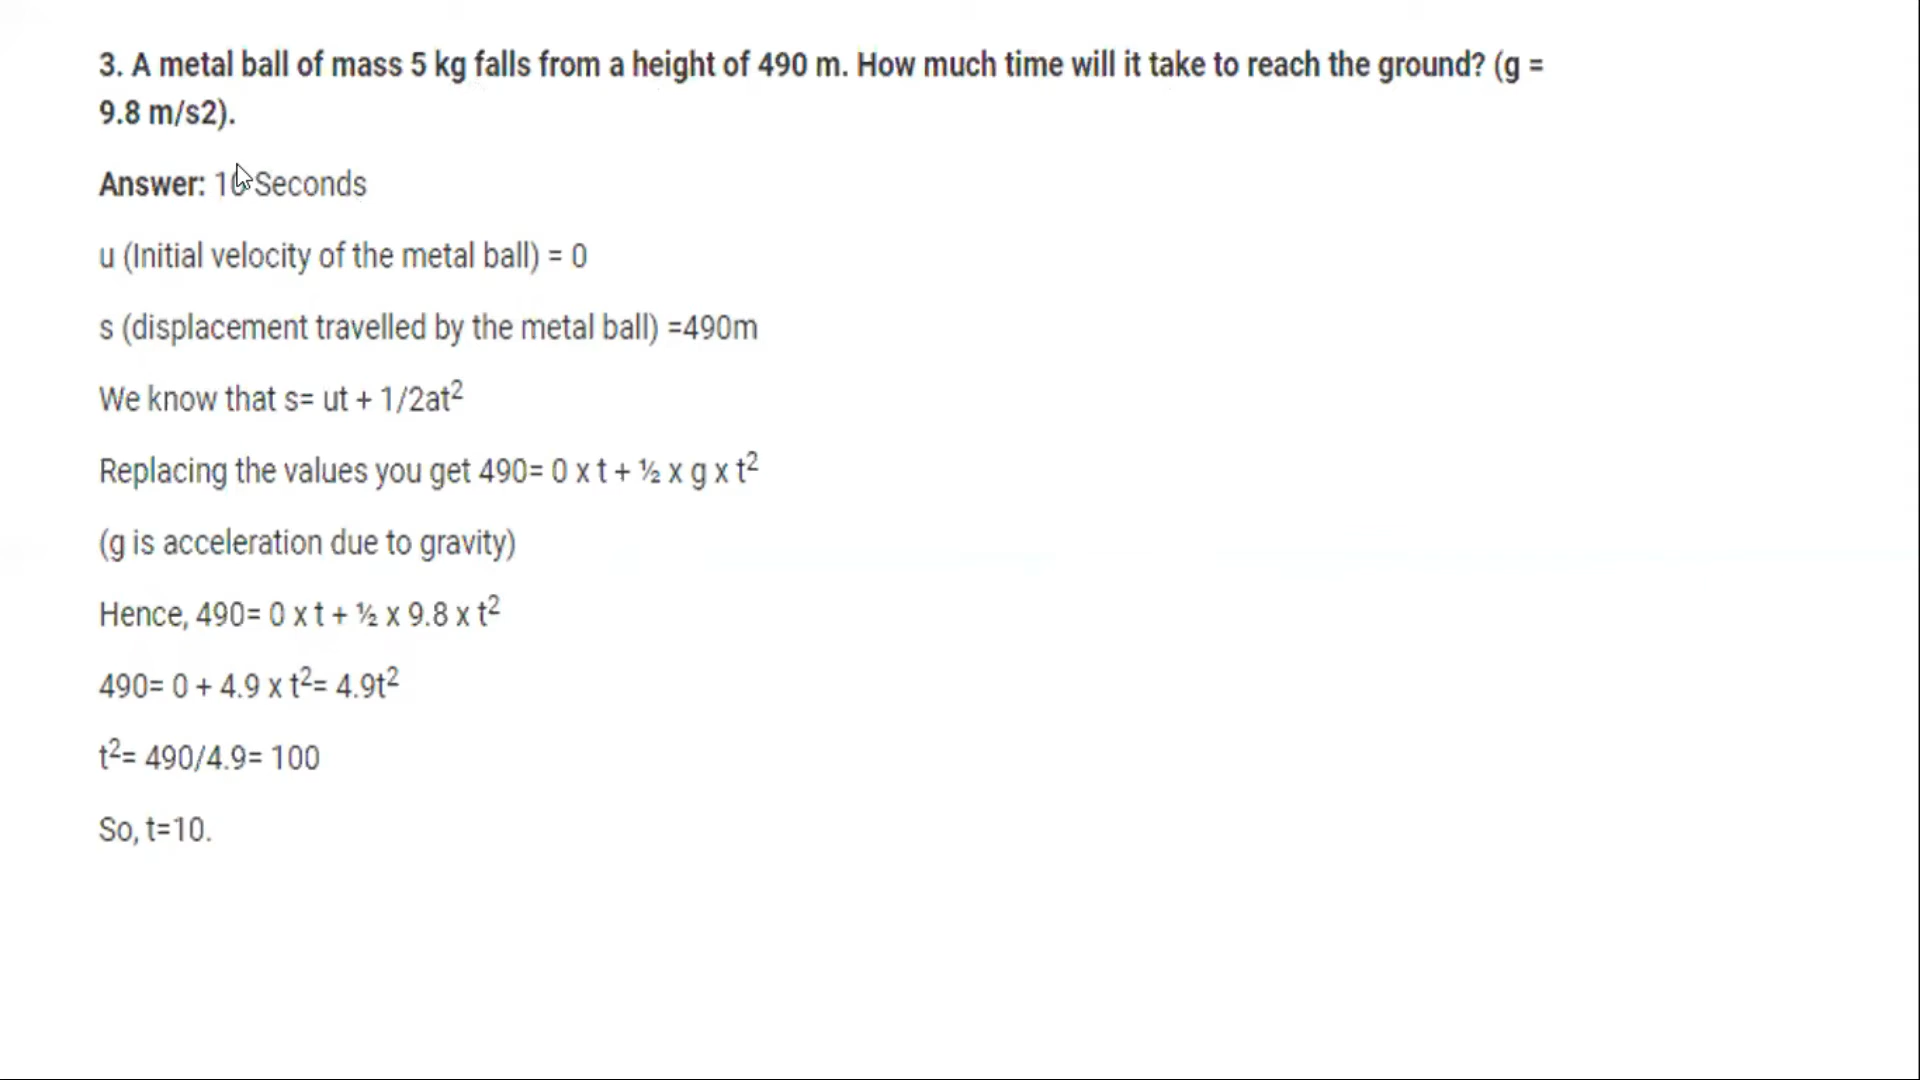 3. A metal ball of mass 5 kg falls from a height of 490 m. How much time will it take to reach the ground? (g =
9.8 m/s2).
Answer: 10 Seconds
u (Initial velocity of the metal ball) = 0
s (displacement travelled by the metal ball) =490m
We know that s= ut + 1/2at²
Replacing the values you get 490= 0 x t + ½ x g x t²
(g is acceleration due to gravity)
Hence, 490= 0 x t + ½ x 9.8 x t²
490= 0 + 4.9 x t²= 4.9t²
t²= 490/4.9= 100
So, t=10.